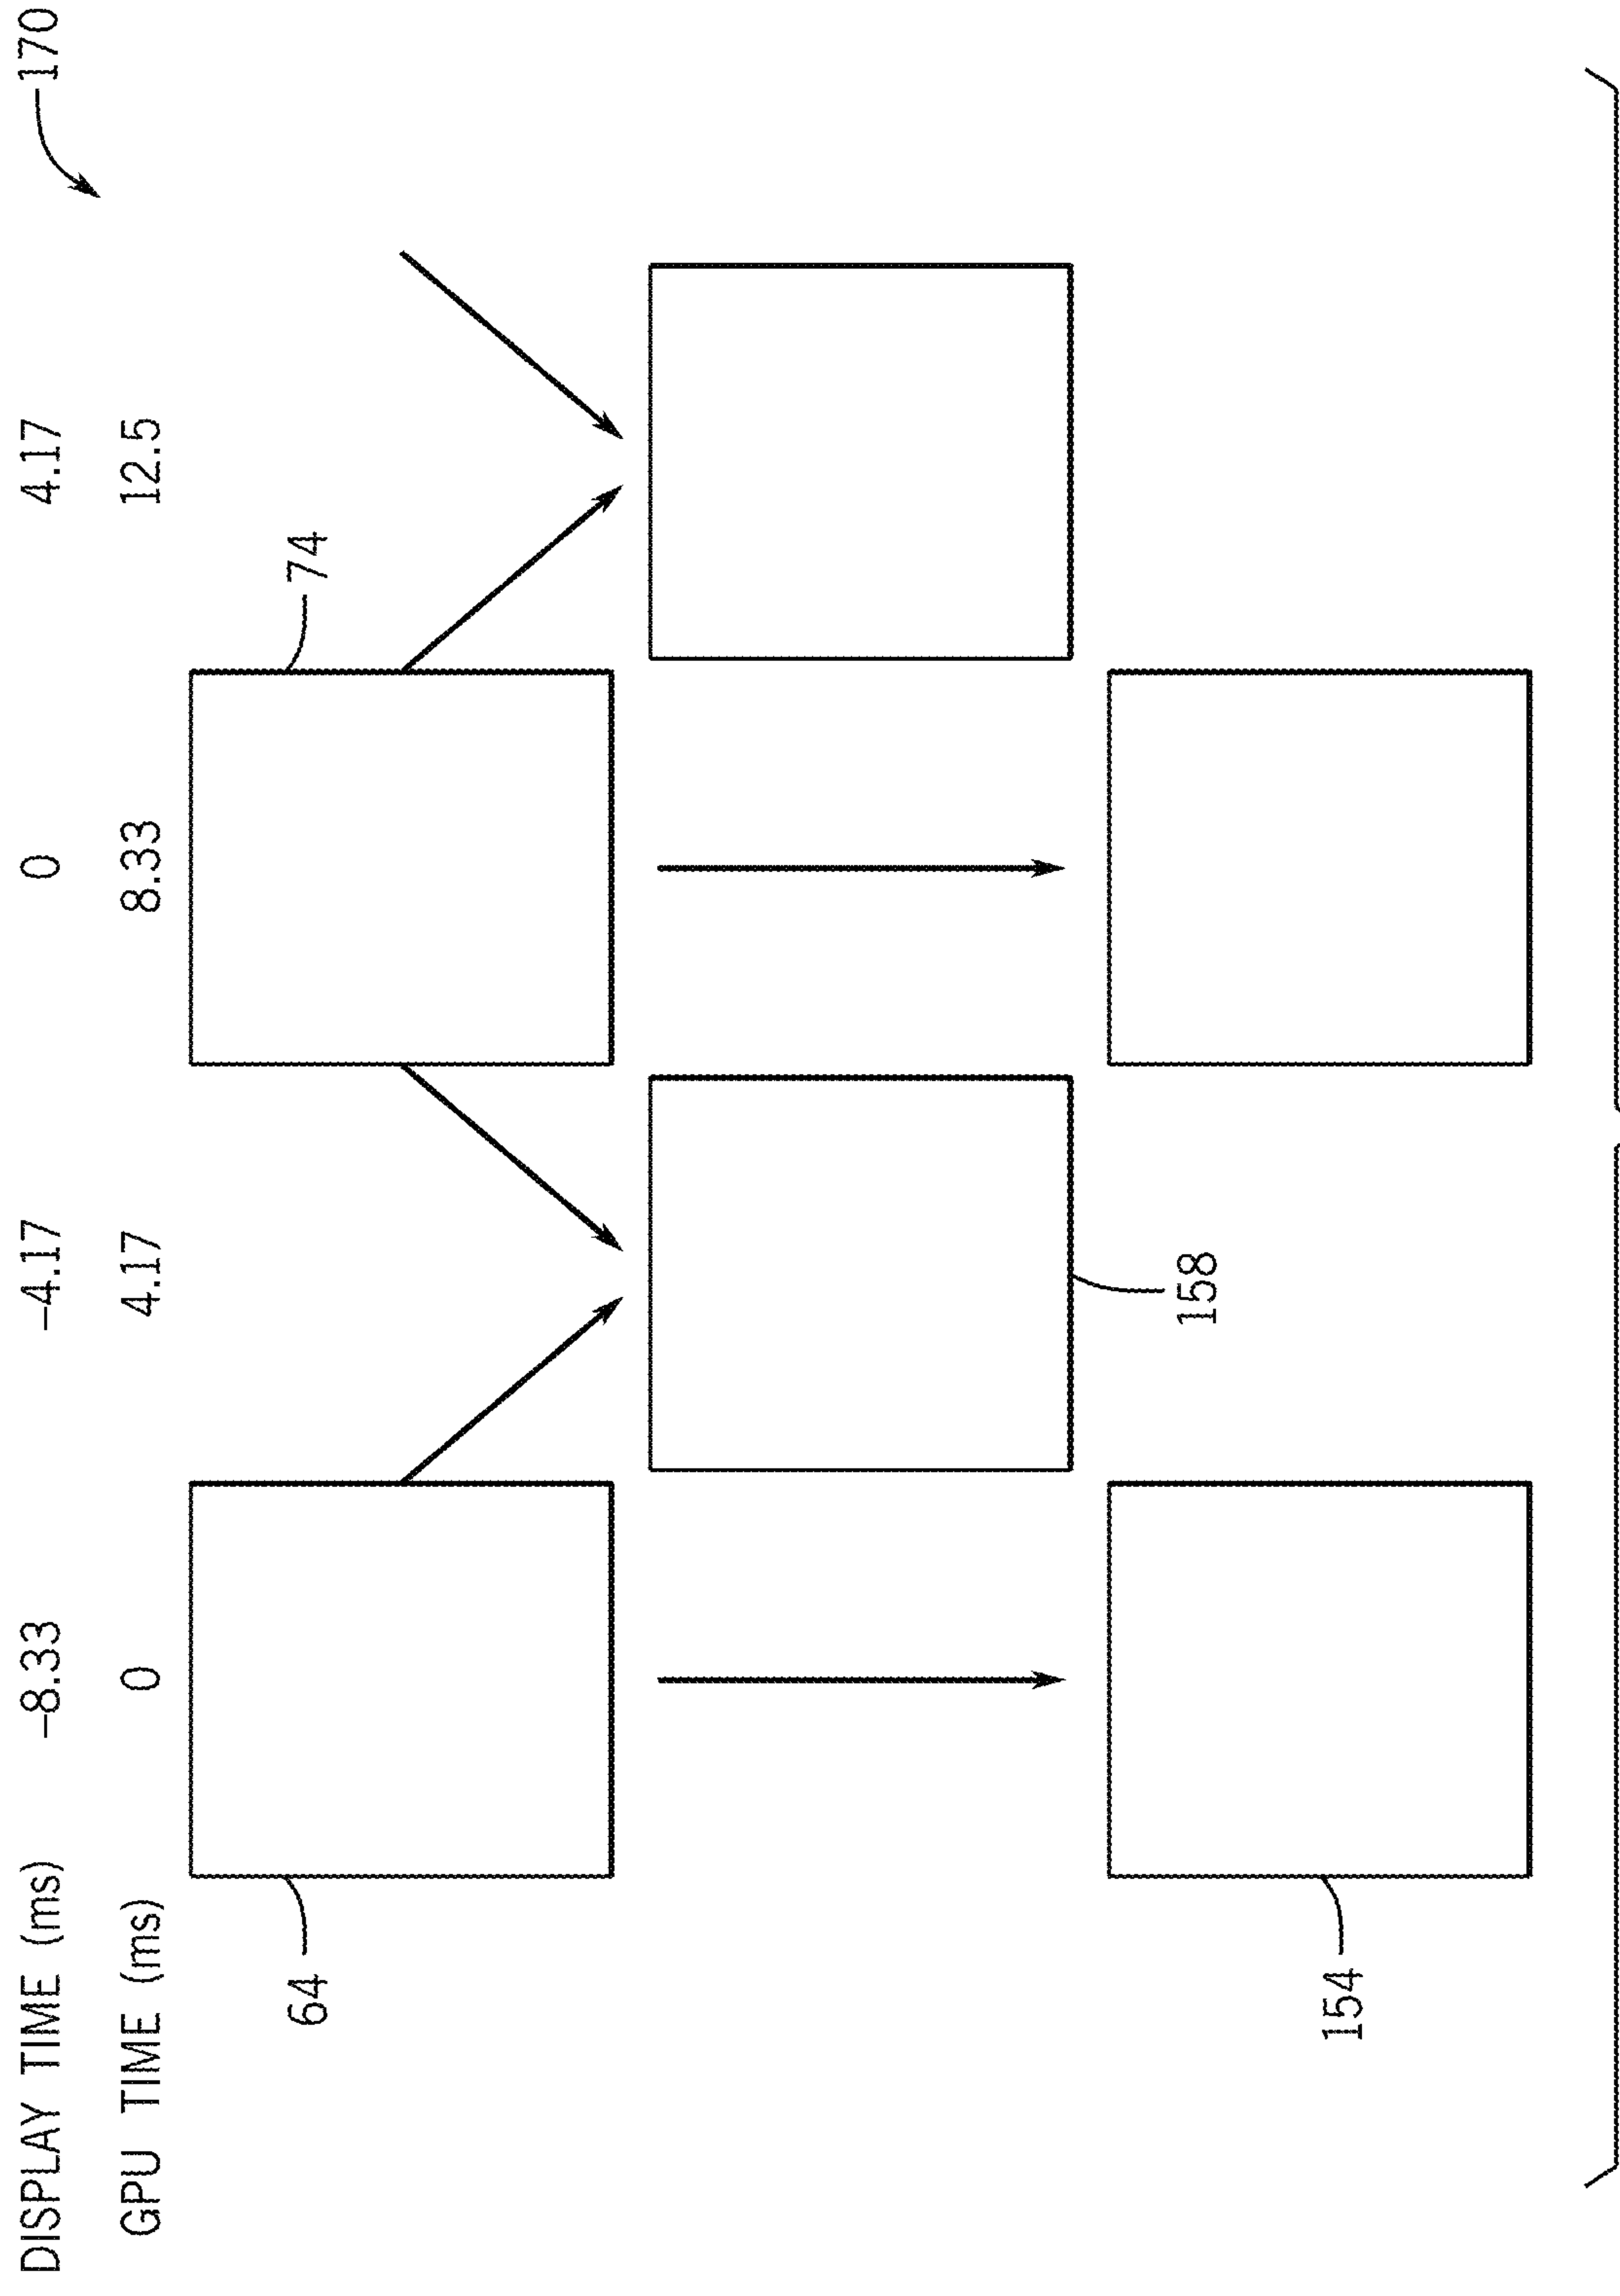 170
DISPLAY TIME (ms) –8.33 –4.17 0 4.17
GPU TIME (ms) 0 4.17 8.33 12.5
64
74
158
154